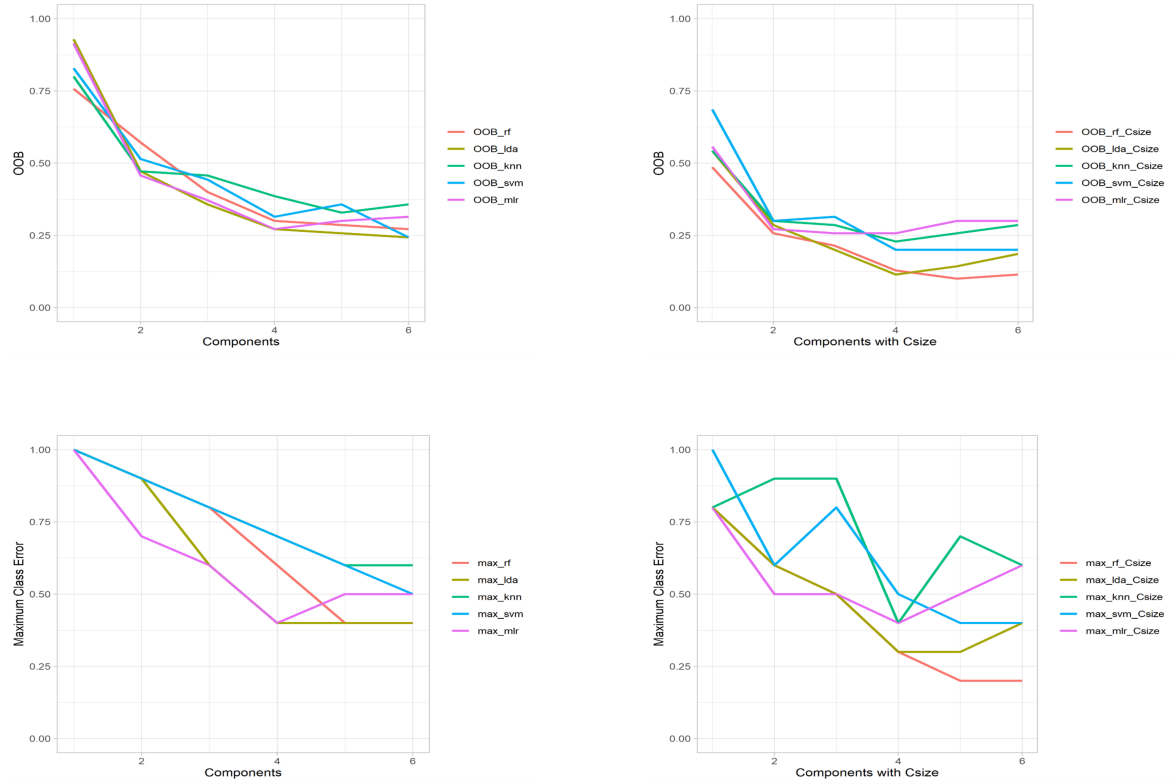 1.00
0.75
0.50
0.25
0.00
OOB
2
4
6
Components
OOB_rf
OOB_lda
OOB_knn
OOB_svm
OOB_mlr
1.00
0.75
0.50
0.25
0.00
OOB
2
4
6
Components with Csize
OOB_rf_Csize
OOB_lda_Csize
OOB_knn_Csize
OOB_svm_Csize
OOB_mlr_Csize
1.00
0.75
0.50
0.25
0.00
Maximum Class Error
2
4
6
Components
max_rf
max_lda
max_knn
max_svm
max_mlr
1.00
0.75
0.50
0.25
0.00
Maximum Class Error
2
4
6
Components with Csize
max_rf_Csize
max_lda_Csize
max_knn_Csize
max_svm_Csize
max_mlr_Csize